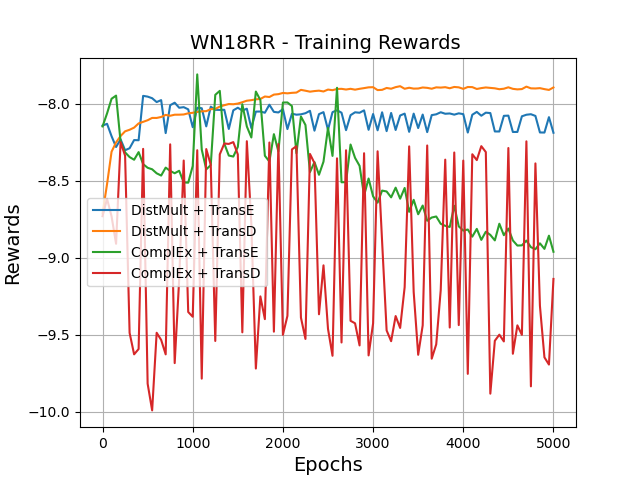 WN18RR - Training Rewards
Rewards
−8.0
−8.5
−9.0
−9.5
−10.0
DistMult + TransE
DistMult + TransD
ComplEx + TransE
ComplEx + TransD
0
1000
2000
3000
4000
5000
Epochs